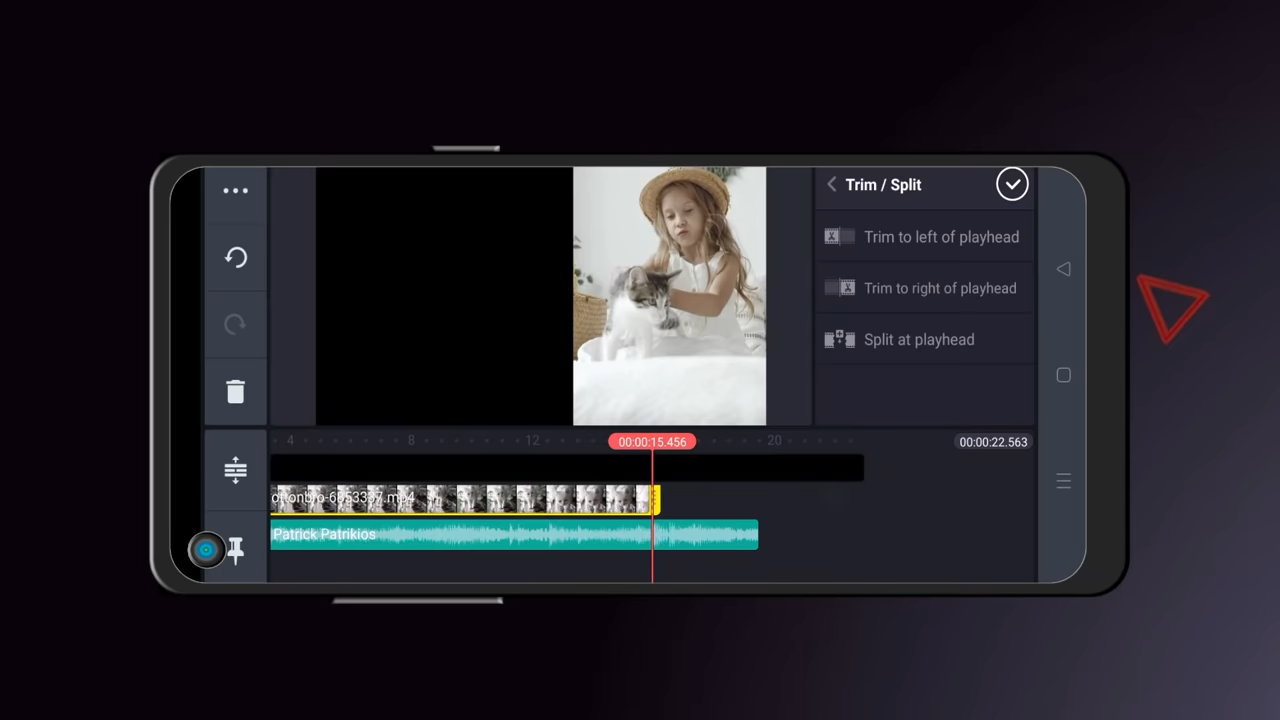 Trim / Split
Trim to left of playhead
Trim to right of playhead
Split at playhead
4 8 12 00:00:15.456 20 00:00:22.563
ottonbro-6853337.mp4
Patrick Patrikios